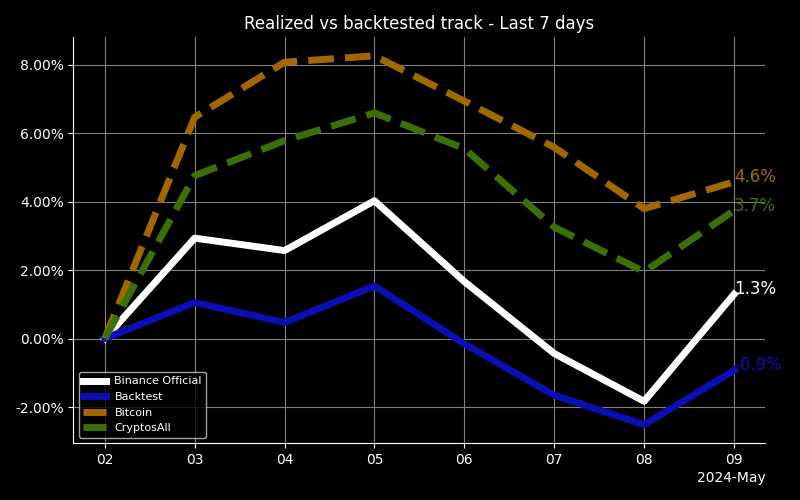 Realized vs backtested track - Last 7 days
8.00%
6.00%
4.00%
2.00%
0.00%
-2.00%
4.6%
3.7%
1.3%
-0.9%
Binance Official
Backtest
Bitcoin
CryptosAll
02 03 04 05 06 07 08 09
2024-May